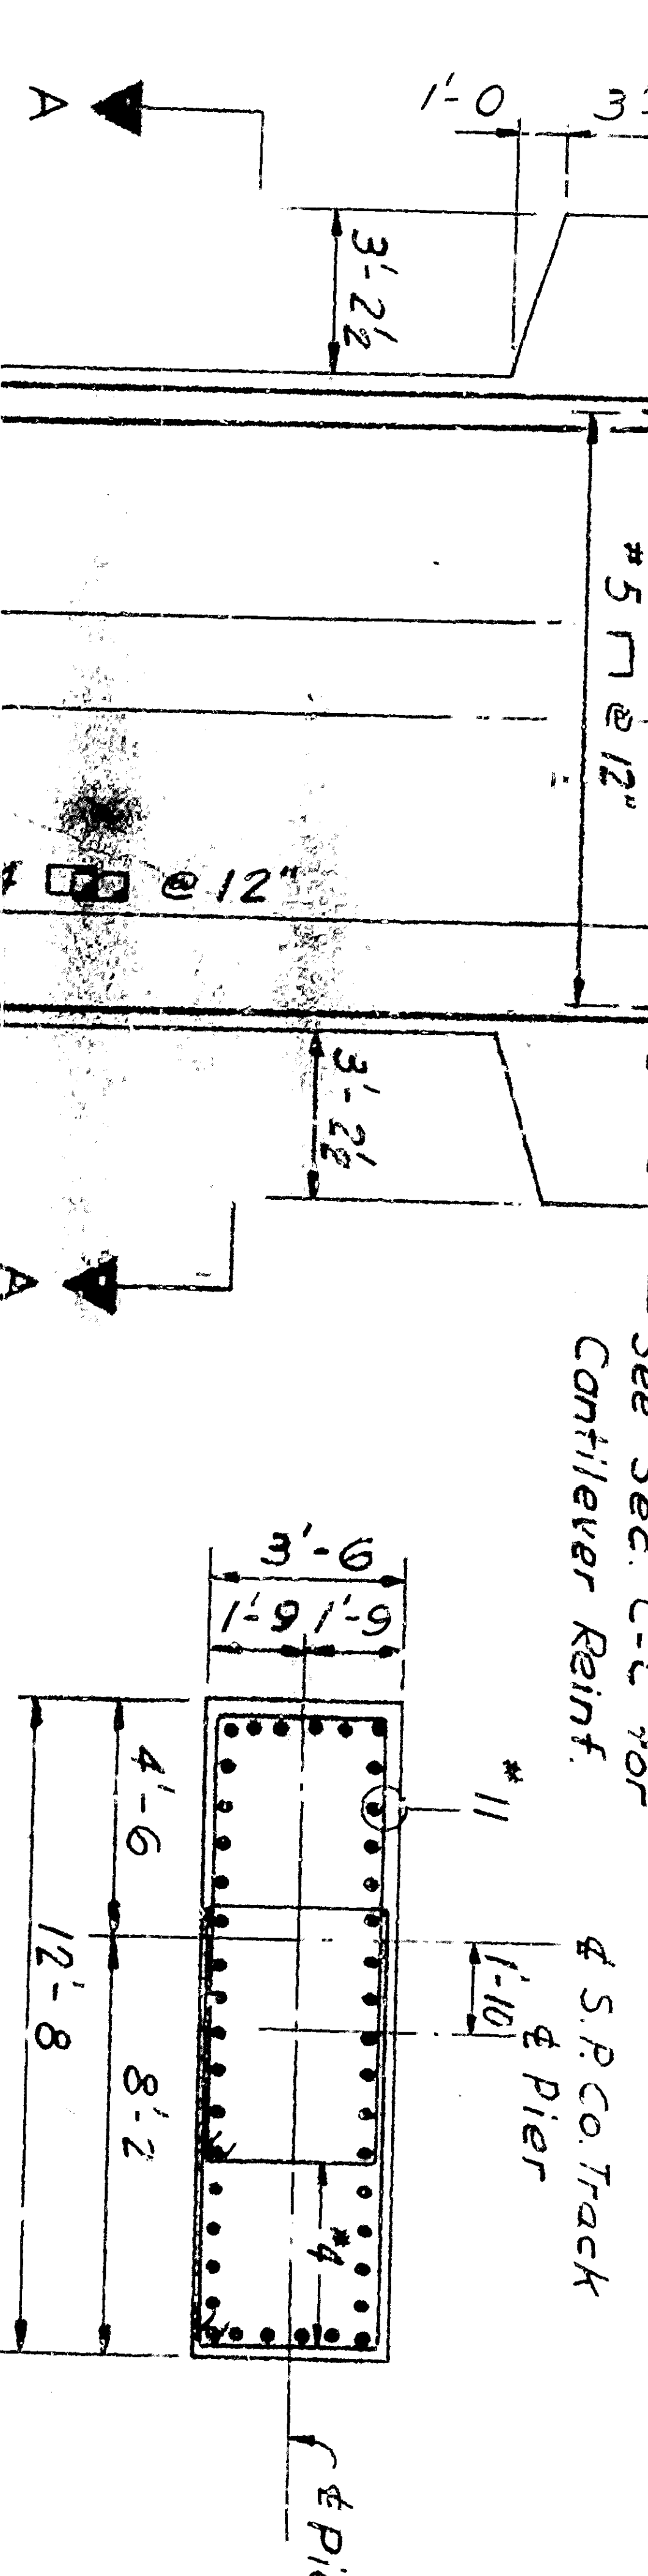 A
1'-0
3'-2½
#5 ⊓ @ 12"
@ 12"
3'-2½
A
See Sec. C-C for
Cantilever Reinf.
3'-6
1'-9
1'-9
#11
℄ S.P. Co. Track
℄ Pier
1'-10
4'-6
8'-2
12'-8
#4
℄